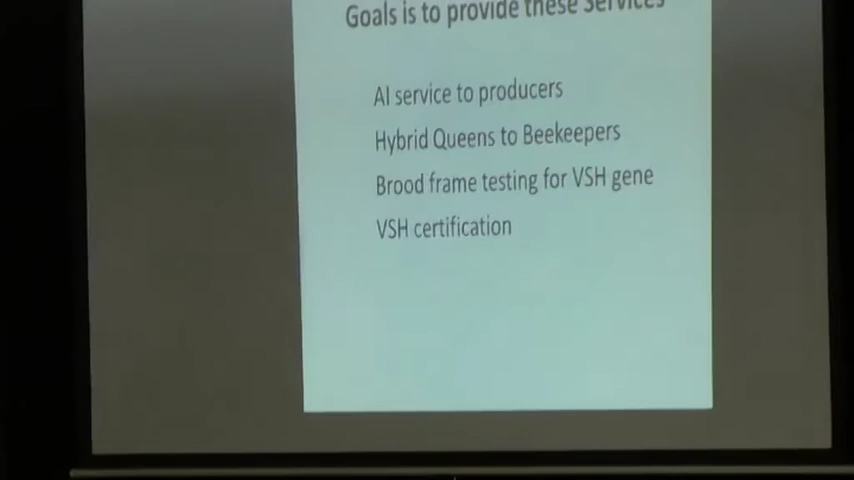 Goals is to provide these Services
AI service to producers
Hybrid Queens to Beekeepers
Brood frame testing for VSH gene
VSH certification